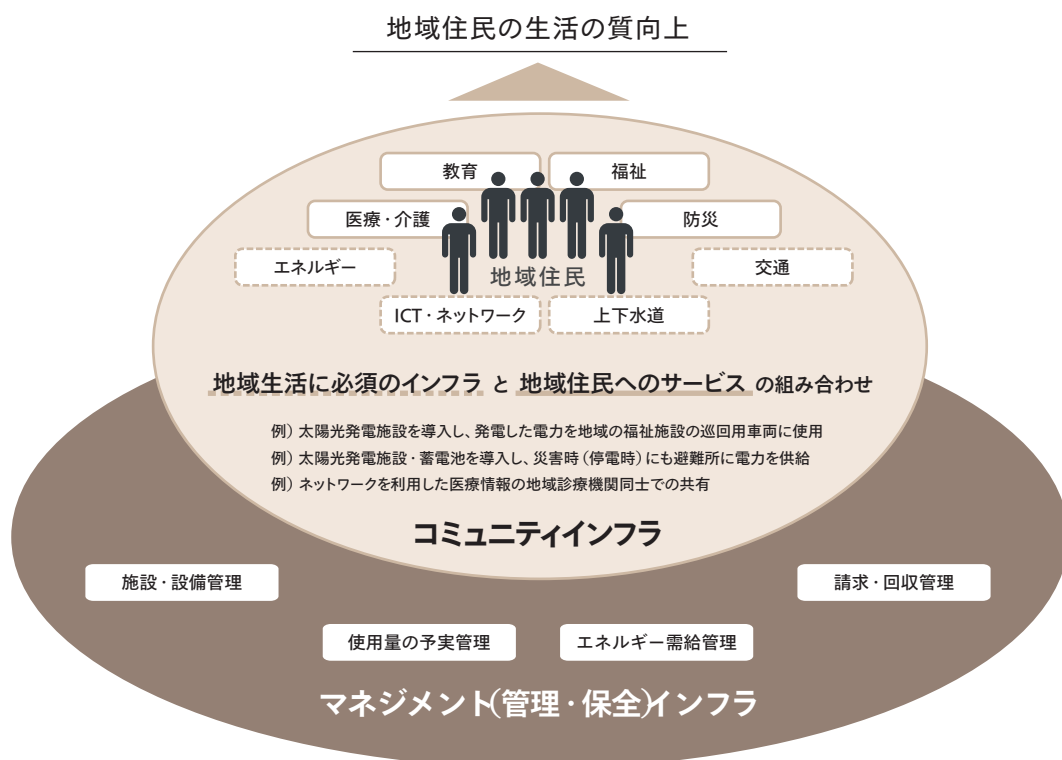 地域住民の生活の質向上
教育
福祉
医療・介護
防災
エネルギー
地域住民
交通
ICT・ネットワーク
上下水道
地域生活に必須のインフラ と 地域住民へのサービス の組み合わせ
例）太陽光発電施設を導入し、発電した電力を地域の福祉施設の巡回用車両に使用
例）太陽光発電施設・蓄電池を導入し、災害時（停電時）にも避難所に電力を供給
例）ネットワークを利用した医療情報の地域診療機関同士での共有
コミュニティインフラ
施設・設備管理
請求・回収管理
使用量の予実管理
エネルギー需給管理
マネジメント（管理・保全）インフラ